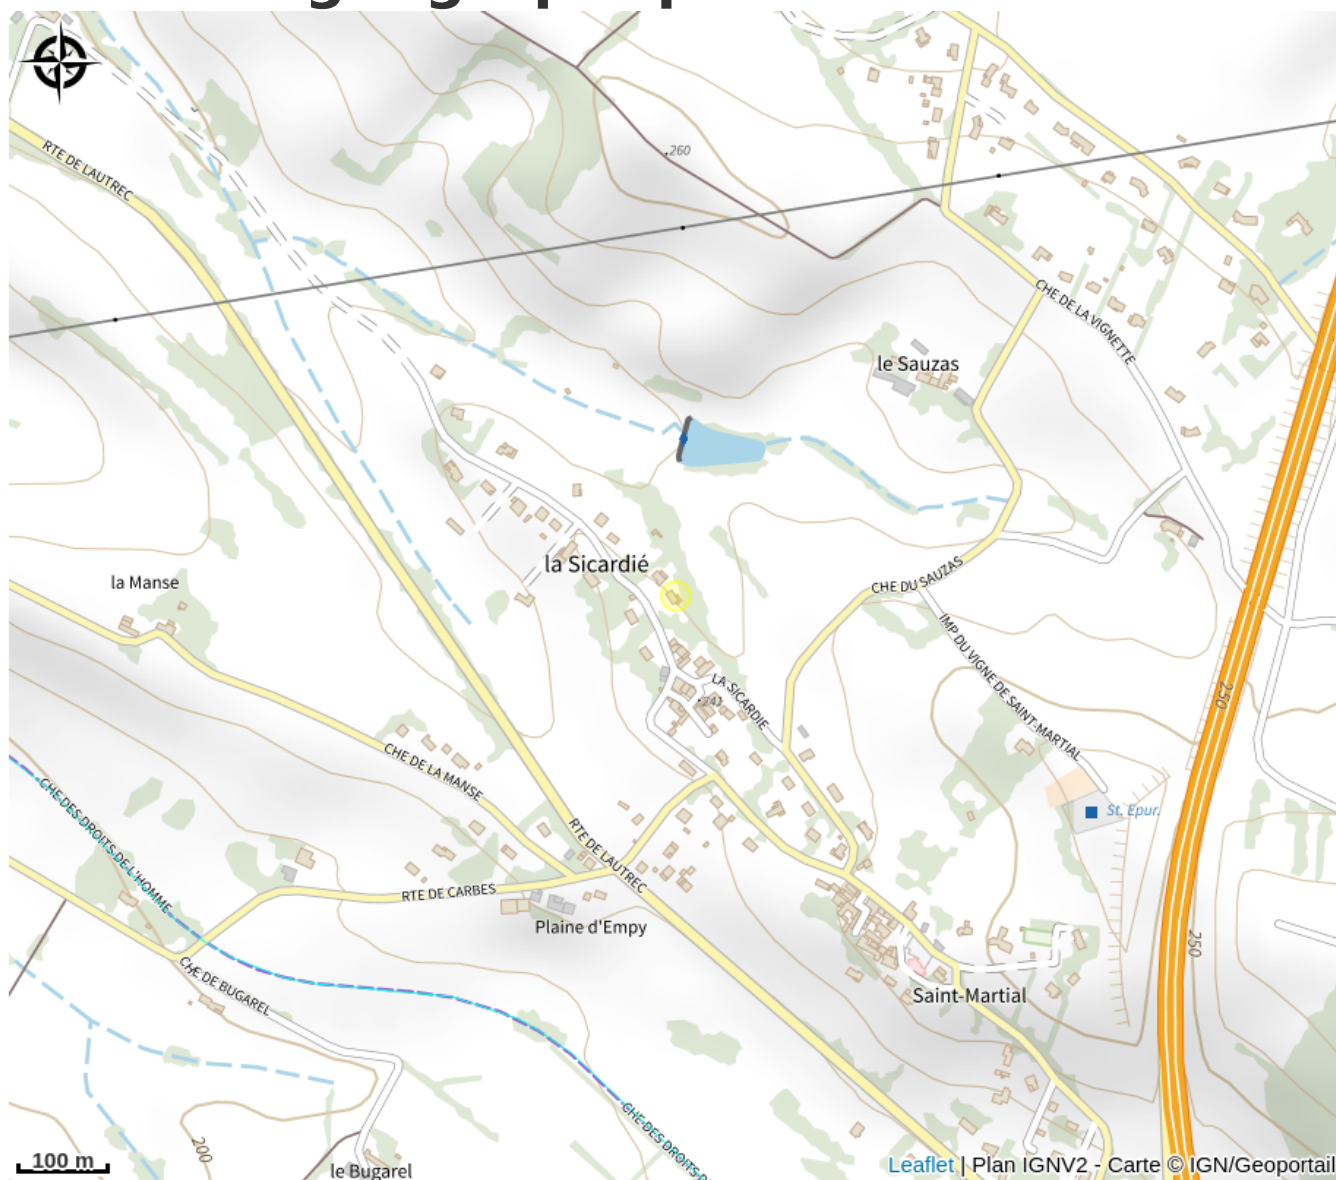 RTE DE LAUTREC
260
CHE DE LA VIGNETTE
le Sauzas
la Sicardié
la Manse
CHE DU SAUZAS
IMP DU VIGNE DE SAINT-MARTIAL
LA SICARDIE
241
250
CHE DE LA MANSE
CHE DES DROITS DE L'HOMME
St. Epur.
RTE DE LAUTREC
RTE DE CARBES
Plaine d'Empy
250
CHE DE BUGAREL
Saint-Martial
CHE DES DROITS D
200
le Bugarel
100 m
Leaflet | Plan IGNV2 - Carte © IGN/Geoportail